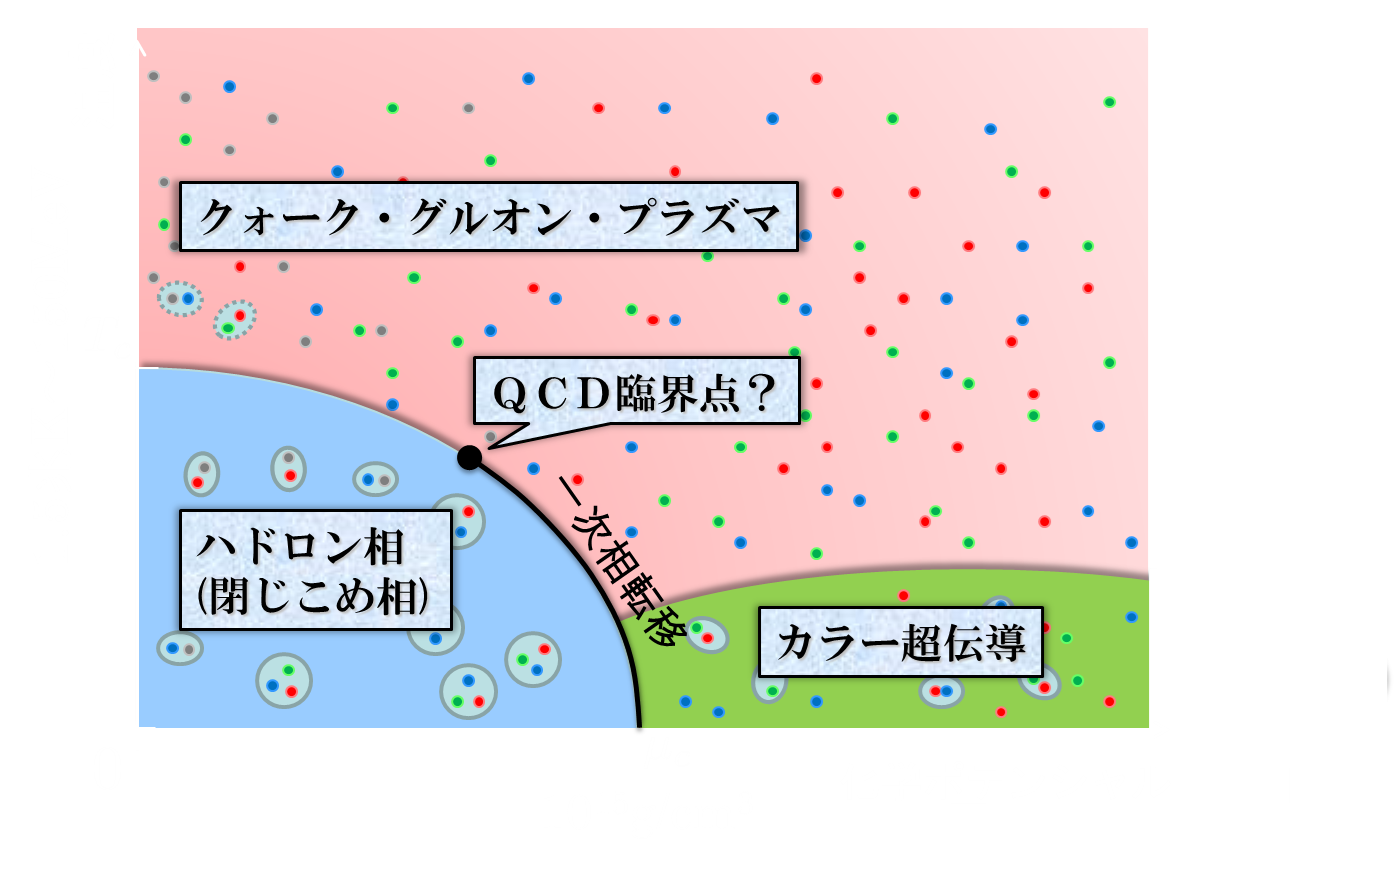 クォーク・グルオン・プラズマ
ＱＣＤ臨界点？
一次相転移
ハドロン相
(閉じこめ相)
カラー超伝導